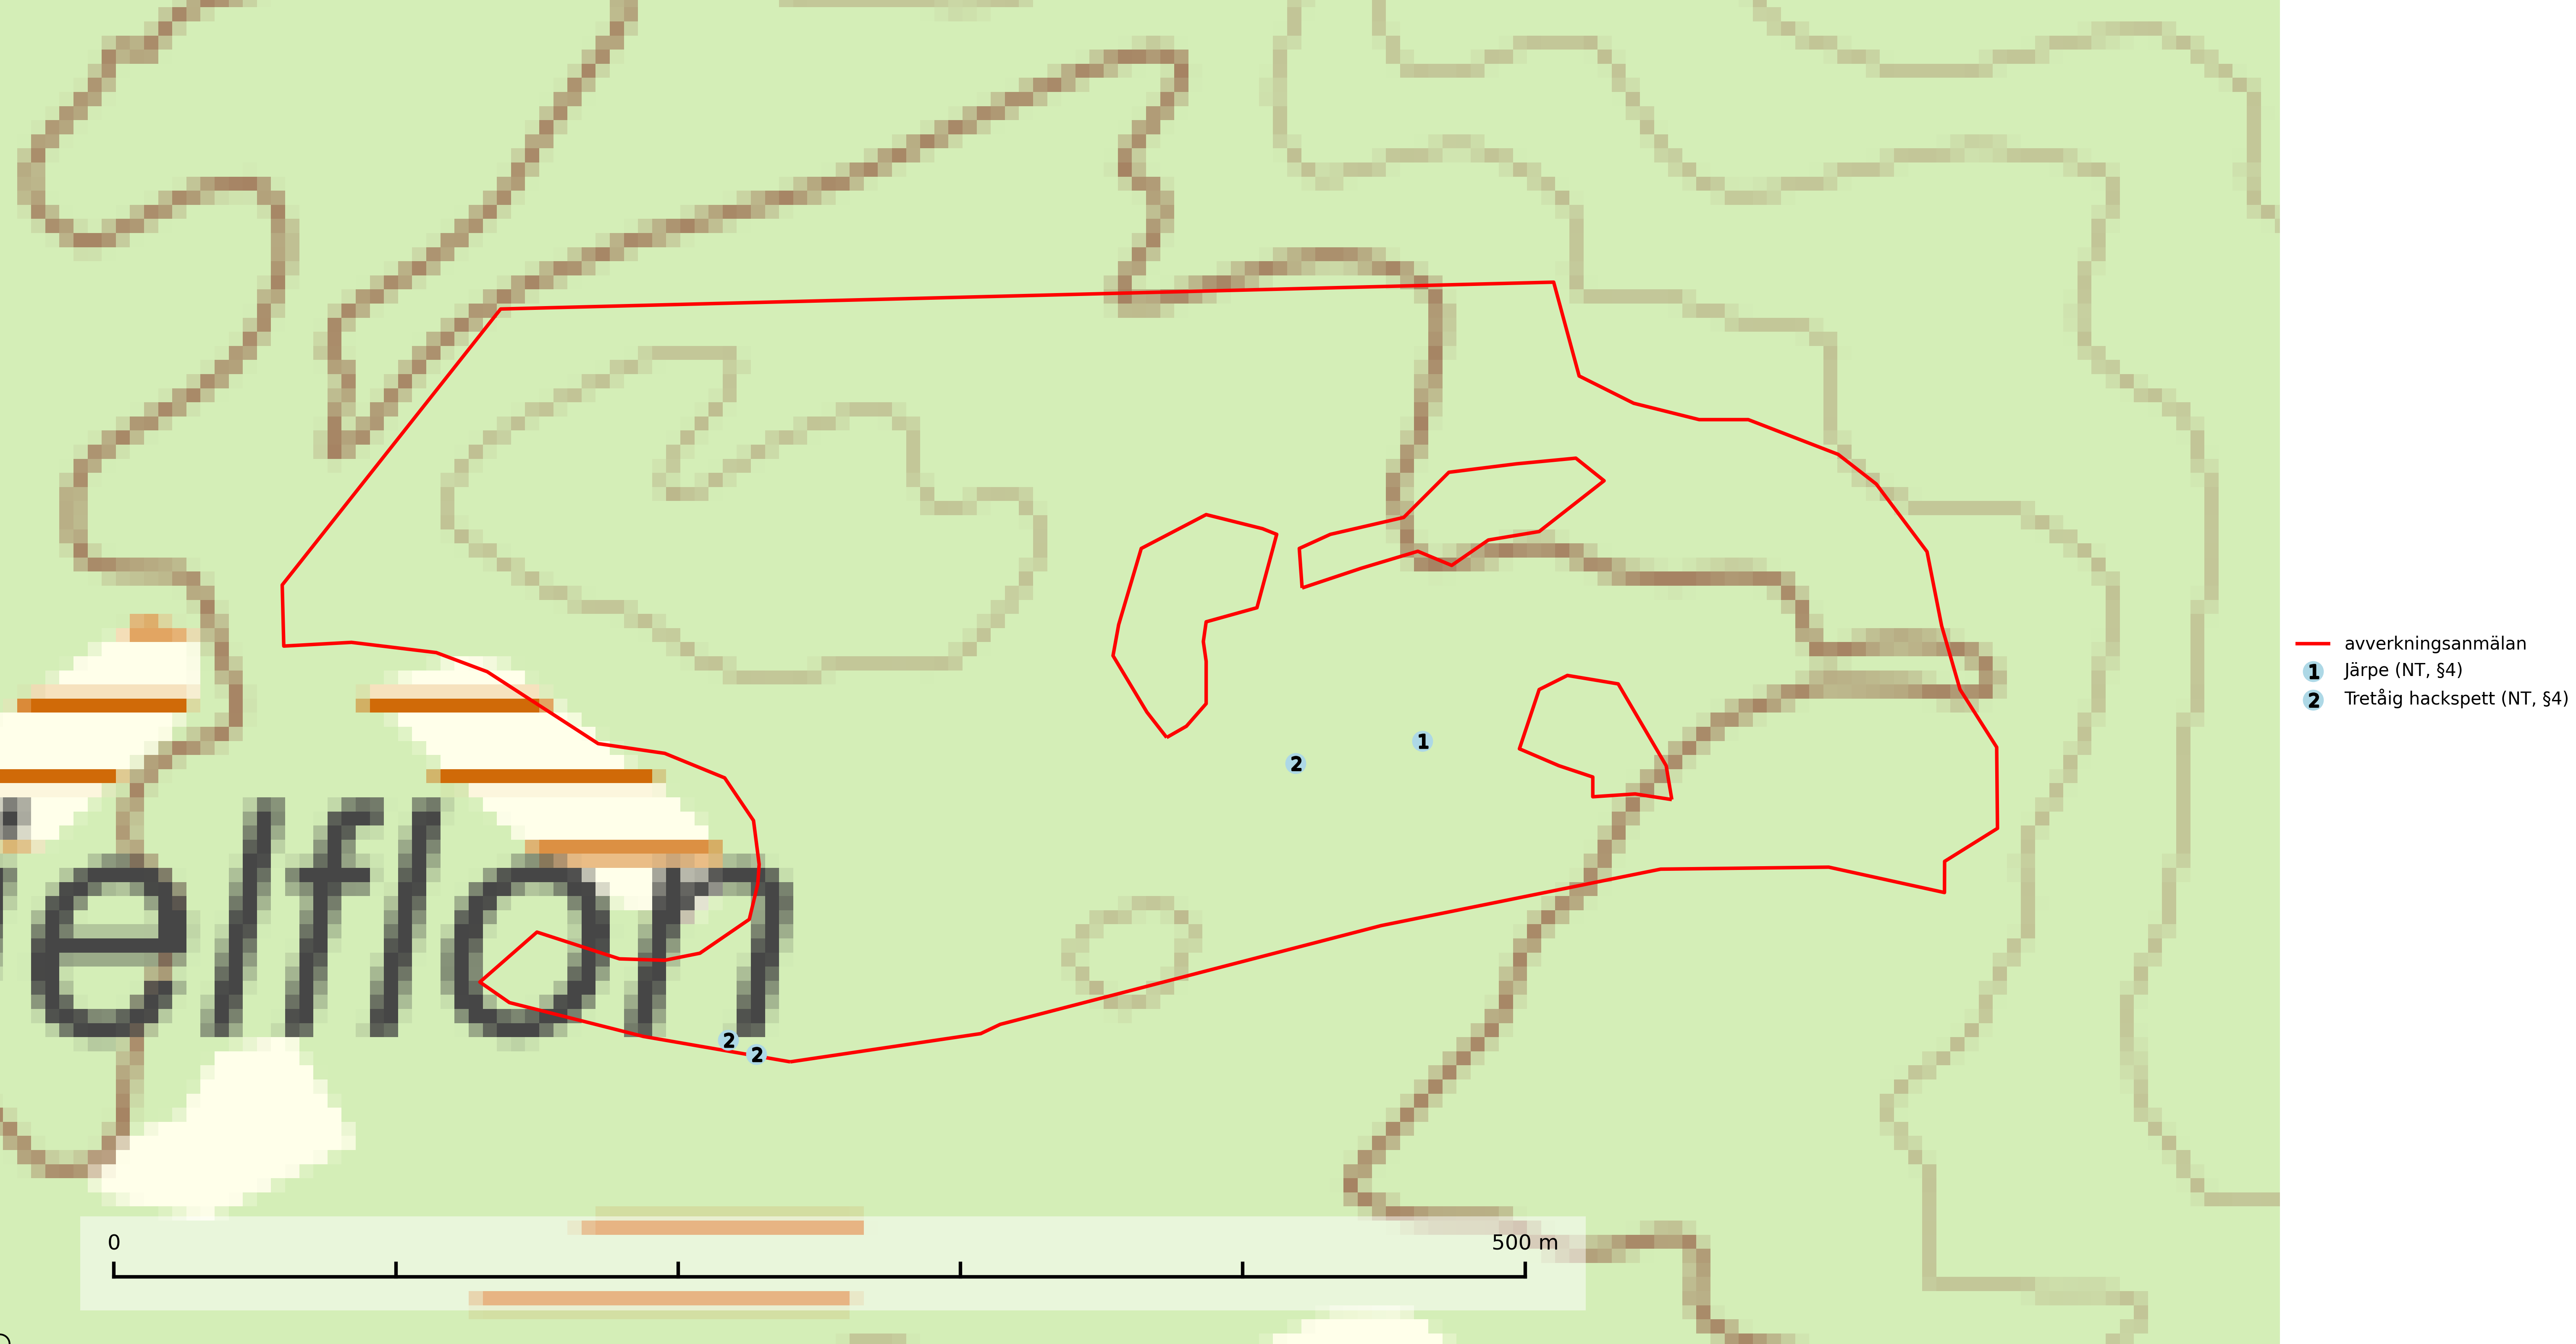 avverkningsanmälan
1 Järpe (NT, §4)
2 Tretåig hackspett (NT, §4)
1
2
elflon
2
2
0 500 m